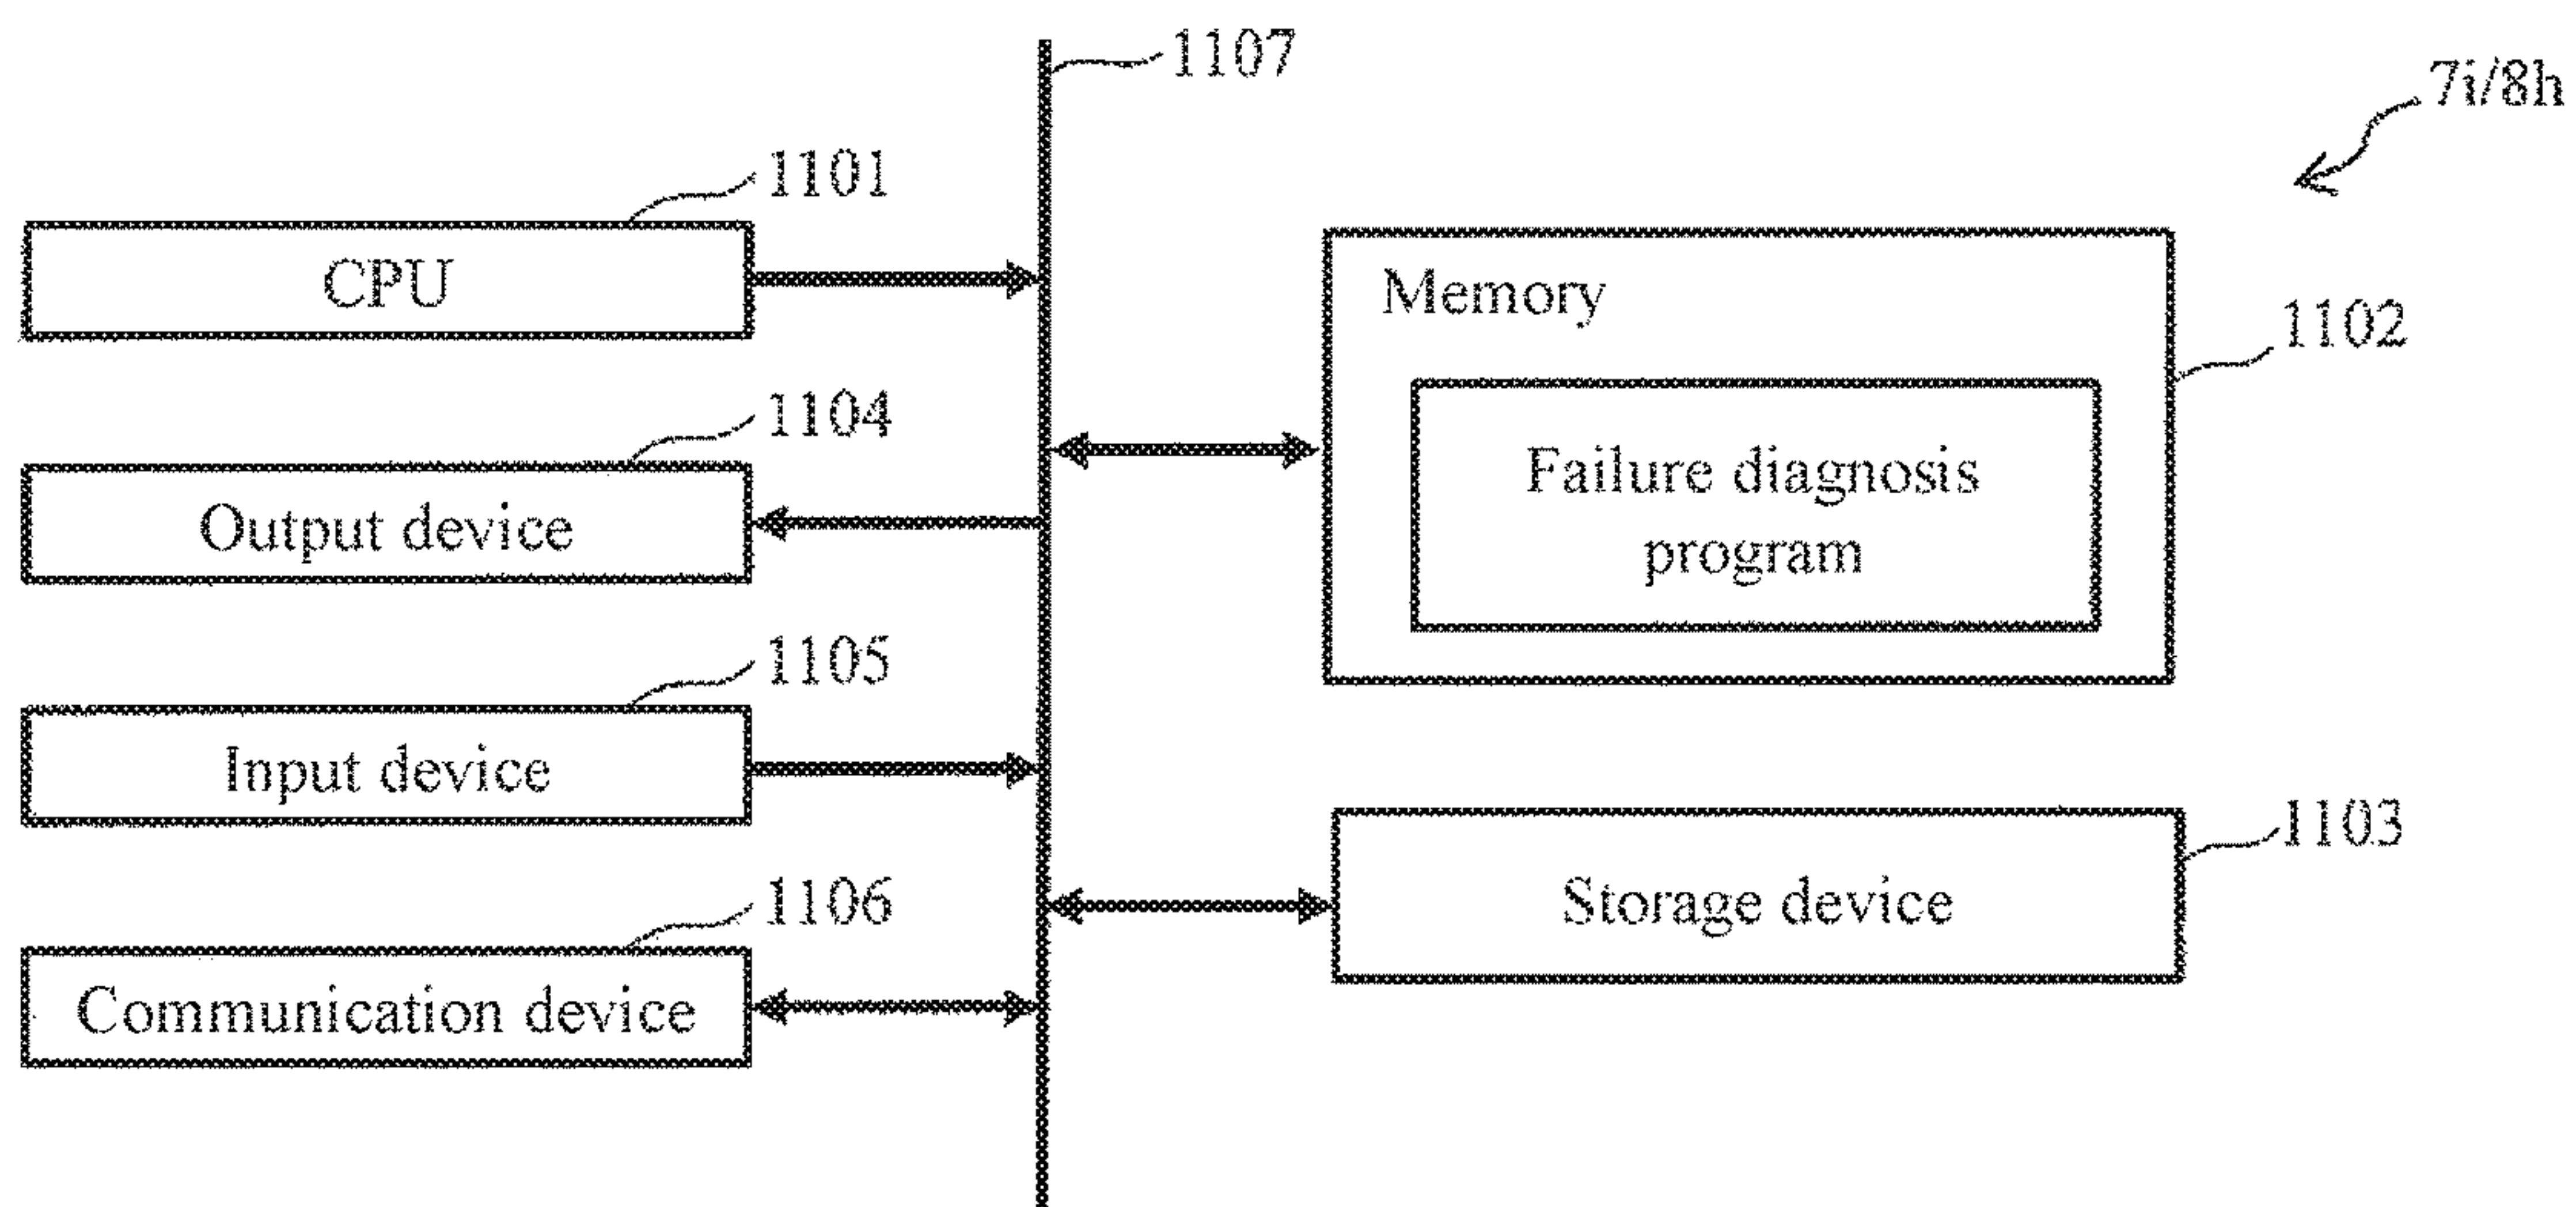 1107
7i/8h
1101
CPU
Memory
1102
1104
Output device
Failure diagnosis
program
1105
Input device
1103
Storage device
1106
Communication device